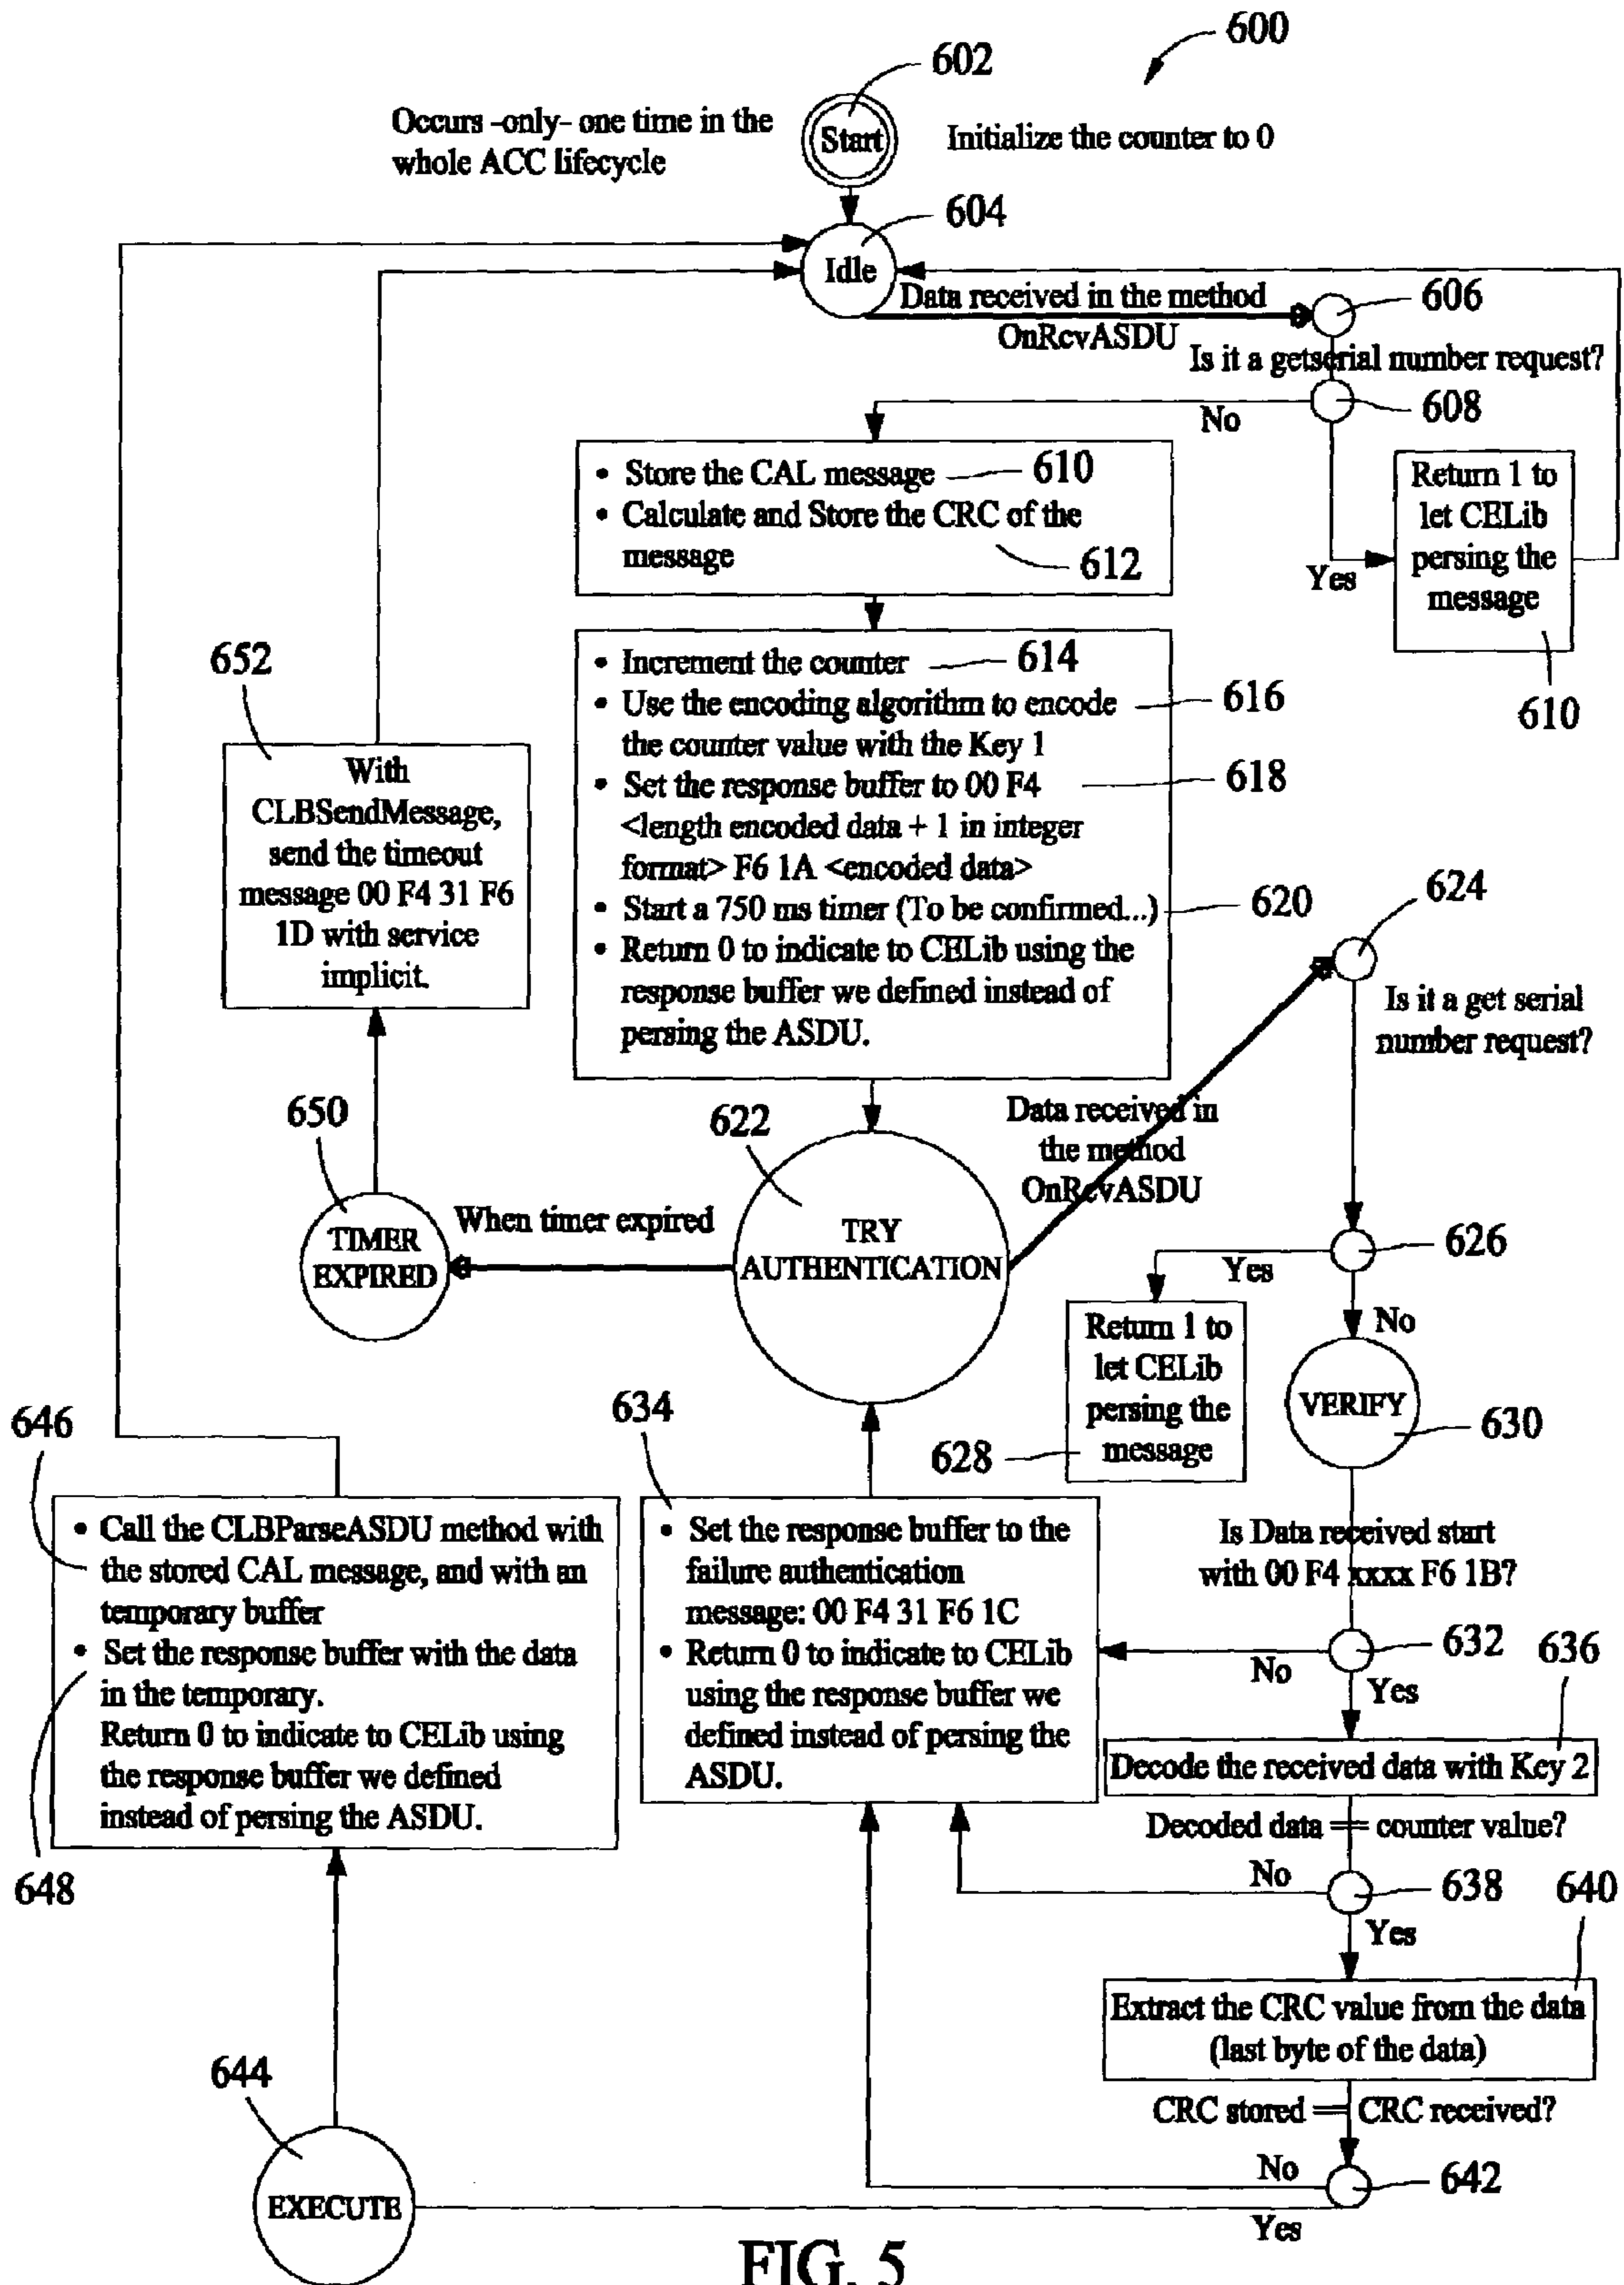 600
602
Occurs -only- one time in the
whole ACC lifecycle
Start
Initialize the counter to 0
604
Idle
Data received in the method
OnRcvASDU
606
Is it a getserial number request?
608
No
Yes
• Store the CAL message
610
• Calculate and Store the CRC of the
message
612
Return 1 to
let CELib
persing the
message
610
• Increment the counter
614
• Use the encoding algorithm to encode
the counter value with the Key 1
616
• Set the response buffer to 00 F4
<length encoded data + 1 in integer
format> F6 1A <encoded data>
618
• Start a 750 ms timer (To be confirmed...)
620
• Return 0 to indicate to CELib using the
response buffer we defined instead of
persing the ASDU.
652
With
CLBSendMessage,
send the timeout
message 00 F4 31 F6
1D with service
implicit.
624
Is it a get serial
number request?
650
TIMER
EXPIRED
When timer expired
622
TRY
AUTHENTICATION
Data received in
the method
OnRcvASDU
626
Yes
No
Return 1 to
let CELib
persing the
message
628
VERIFY
630
646
• Call the CLBParseASDU method with
the stored CAL message, and with an
temporary buffer
• Set the response buffer with the data
in the temporary.
Return 0 to indicate to CELib using
the response buffer we defined
instead of persing the ASDU.
648
634
• Set the response buffer to the
failure authentication
message: 00 F4 31 F6 1C
• Return 0 to indicate to CELib
using the response buffer we
defined instead of persing the
ASDU.
Is Data received start
with 00 F4 xxxx F6 1B?
632
No
Yes
636
Decode the received data with Key 2
Decoded data == counter value?
No
638
Yes
640
Extract the CRC value from the data
(last byte of the data)
CRC stored == CRC received?
No
642
Yes
644
EXECUTE
FIG. 5